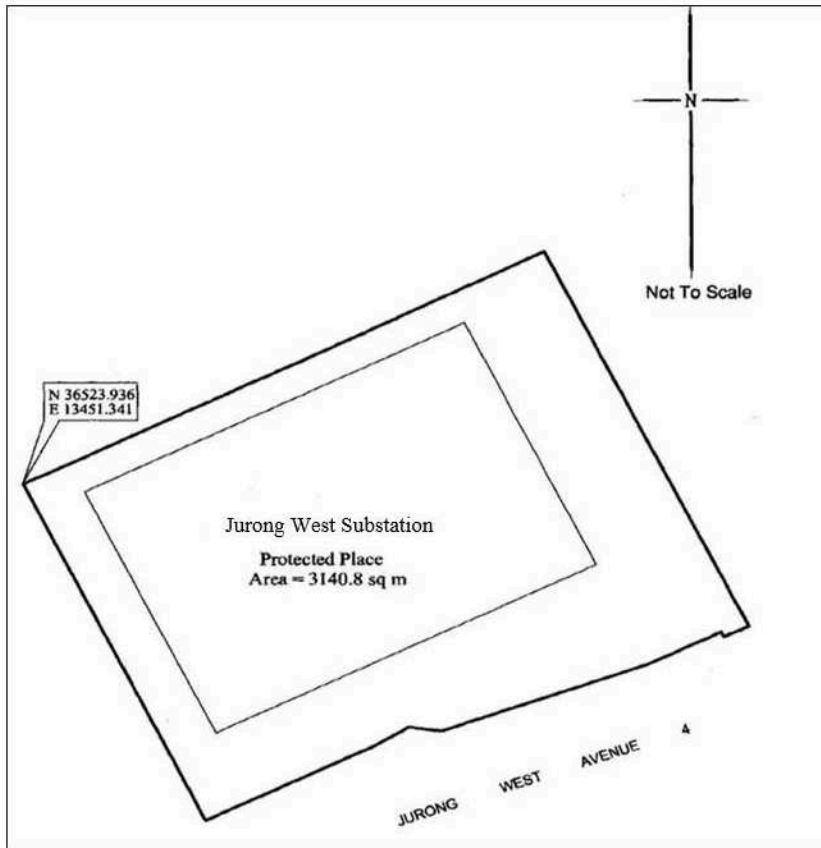 N
Not To Scale
N 36523.936
E 13451.341
Jurong West Substation
Protected Place
Area = 3140.8 sq m
JURONG WEST AVENUE 4